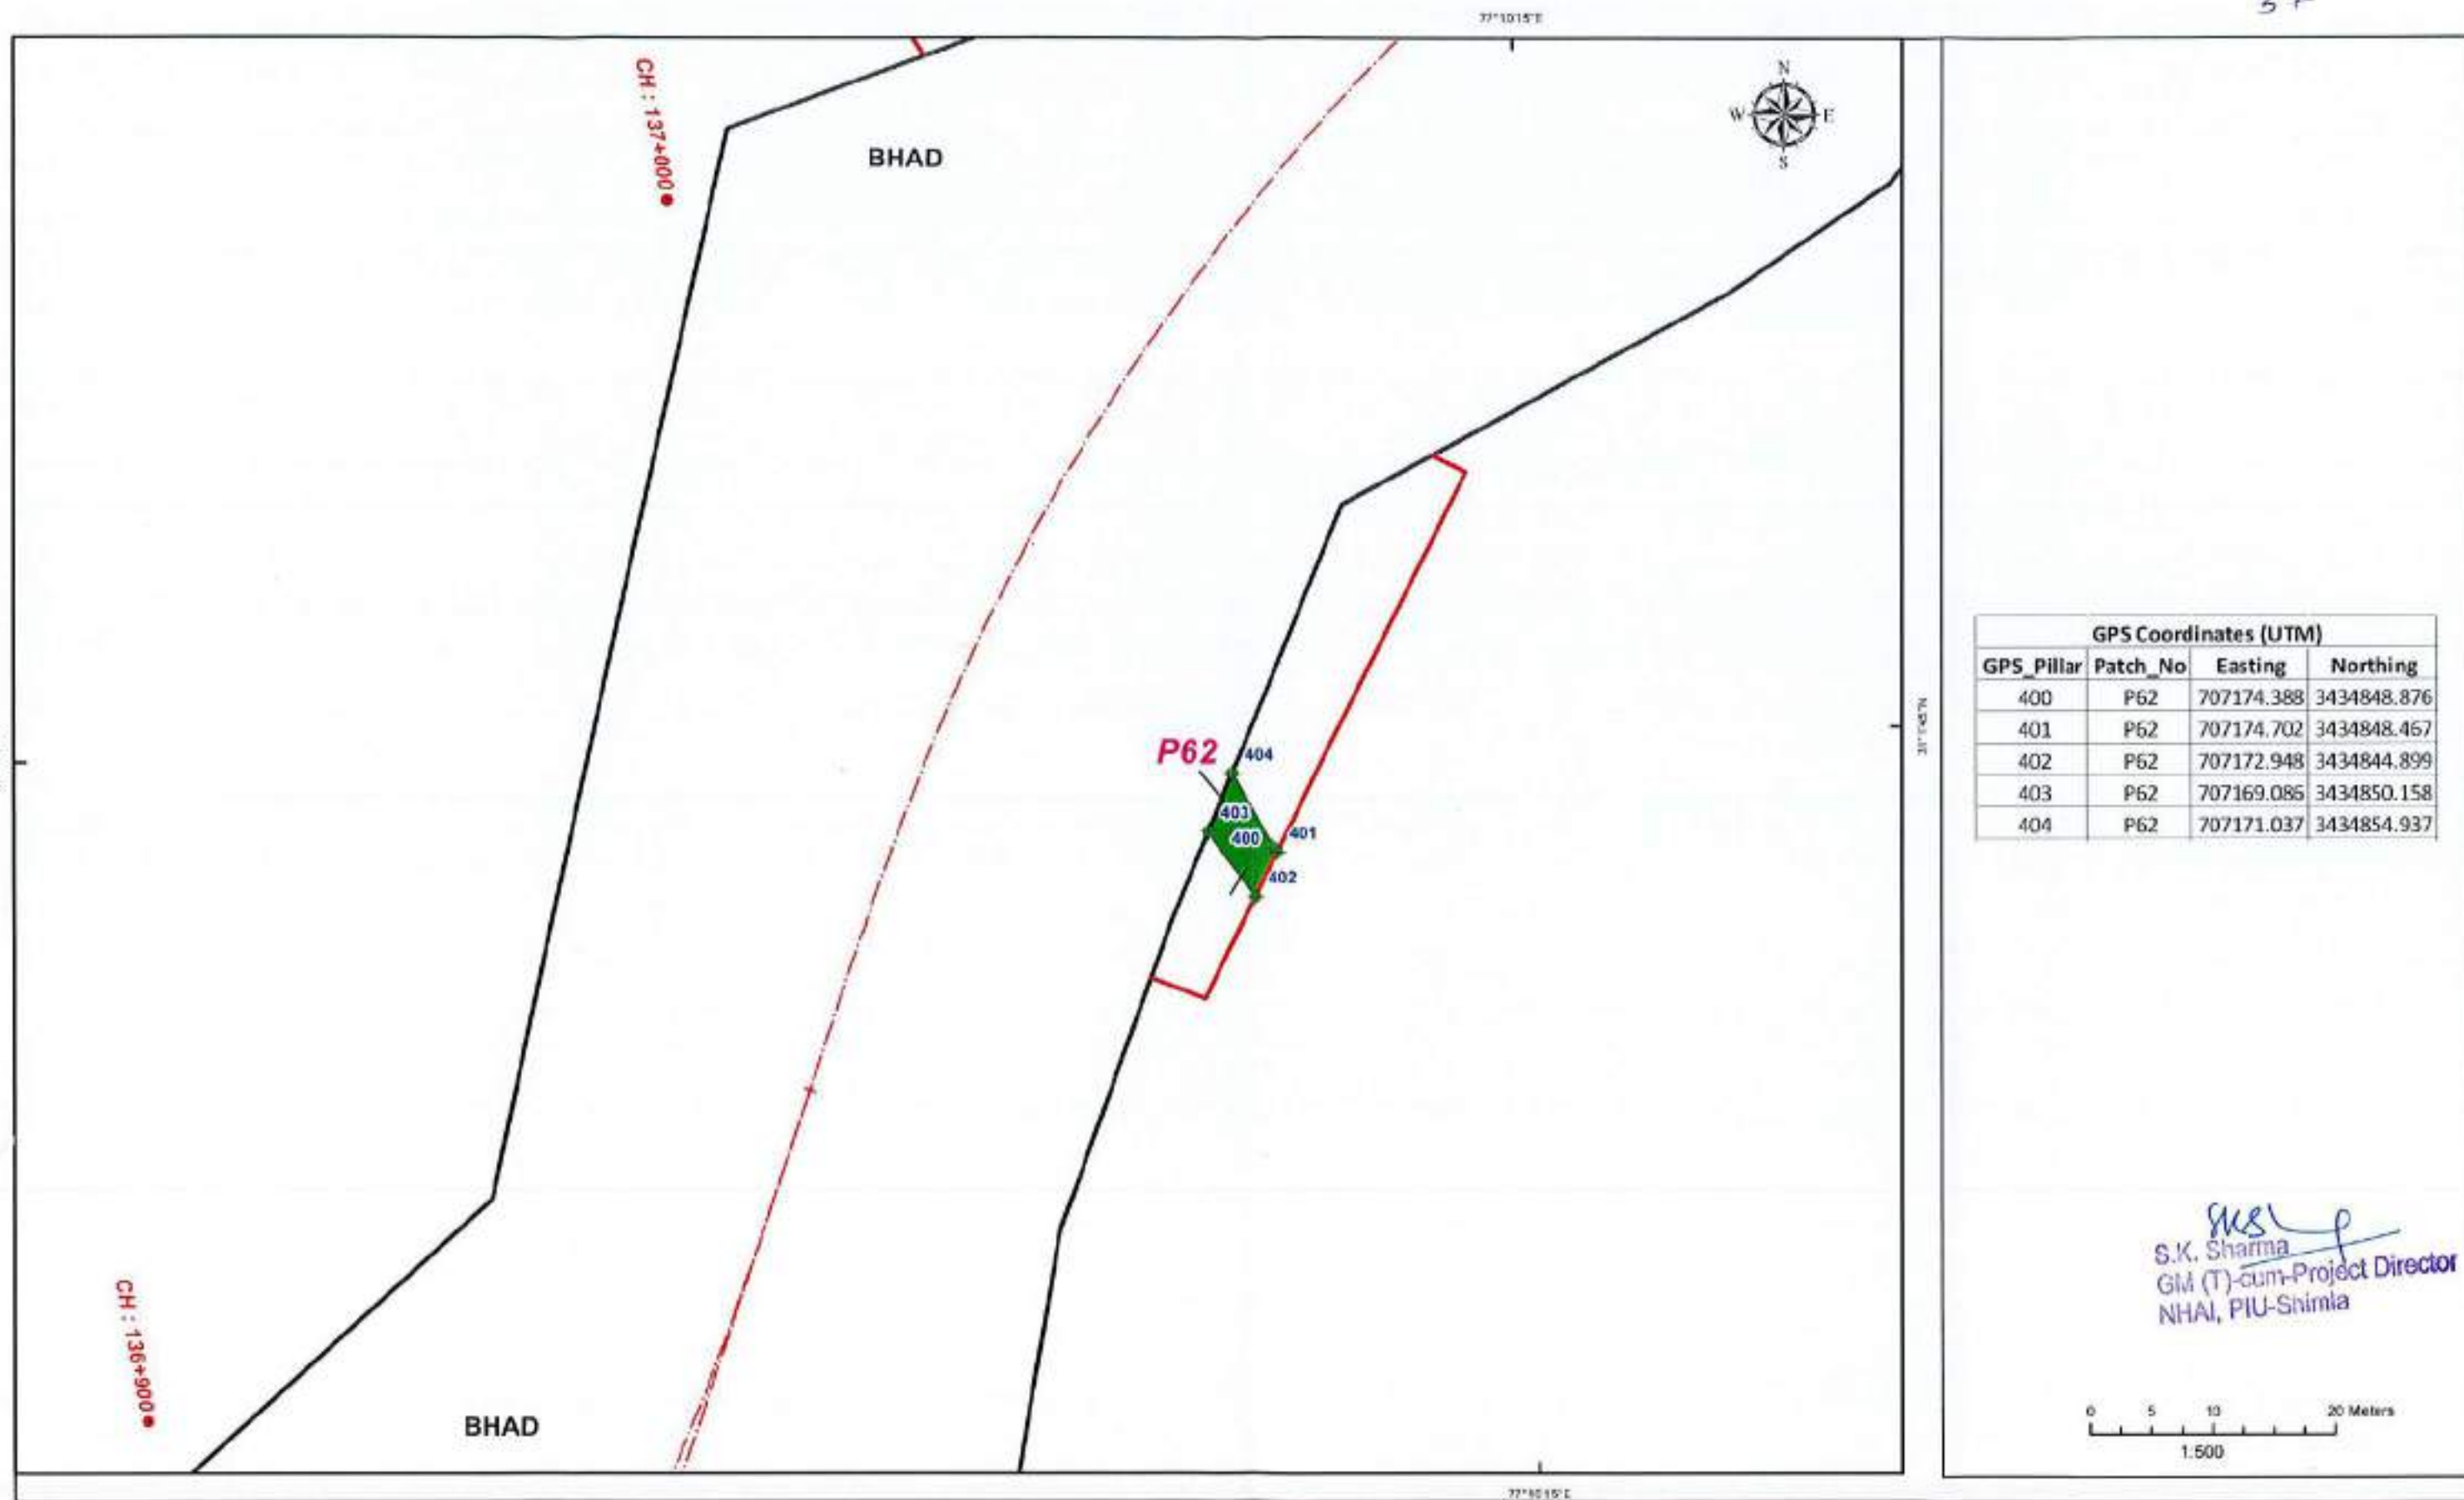 77°10'15"E
CH : 137+000
BHAD
N
W E
S
P62
404
403
400
401
402
CH : 136+900
BHAD
77°10'15"E
GPS Coordinates (UTM)
GPS_Pillar Patch_No Easting Northing
400 P62 707174.388 3434848.876
401 P62 707174.702 3434848.467
402 P62 707172.948 3434844.899
403 P62 707169.086 3434850.158
404 P62 707171.037 3434854.937
S.K. Sharma
GM (T)-cum-Project Director
NHAI, PIU-Shimla
0 5 10 20 Meters
1:500